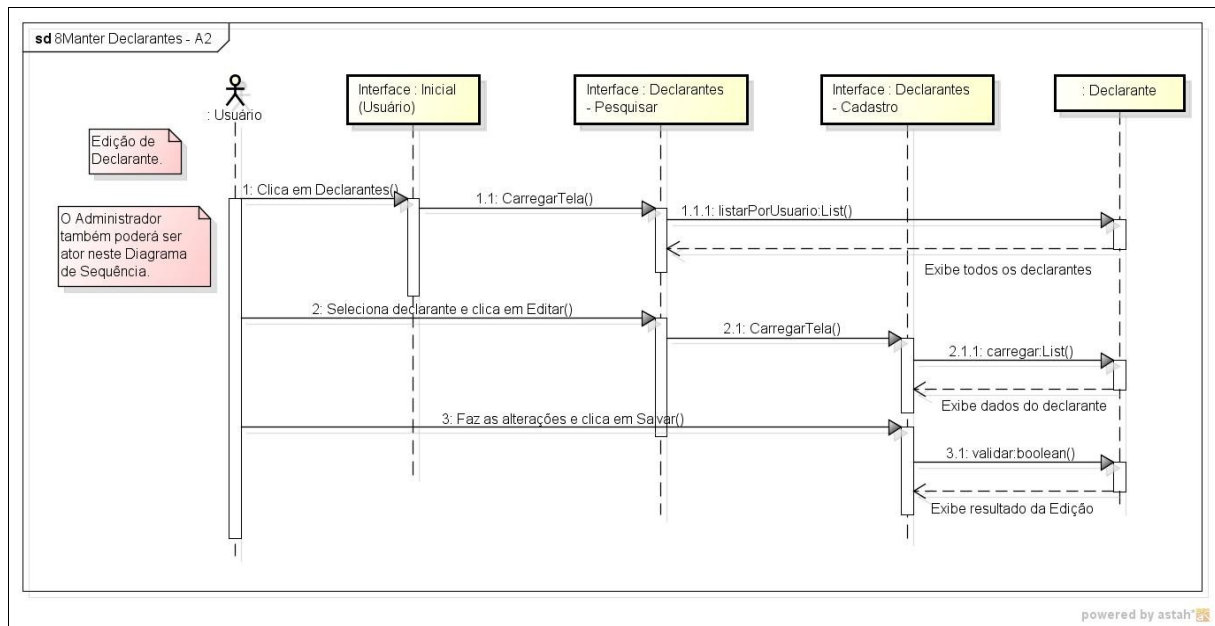 sd 8Manter Declarantes - A2
: Usuário
Interface : Inicial
(Usuário)
Interface : Declarantes
- Pesquisar
Interface : Declarantes
- Cadastro
: Declarante
Edição de
Declarante.
O Administrador
também poderá ser
ator neste Diagrama
de Sequência.
1: Clica em Declarantes()
1.1: CarregarTela()
1.1.1: listarPorUsuario:List()
Exibe todos os declarantes
2: Seleciona declarante e clica em Editar()
2.1: CarregarTela()
2.1.1: carregar:List()
Exibe dados do declarante
3: Faz as alterações e clica em Salvar()
3.1: validar:boolean()
Exibe resultado da Edição
powered by astah*